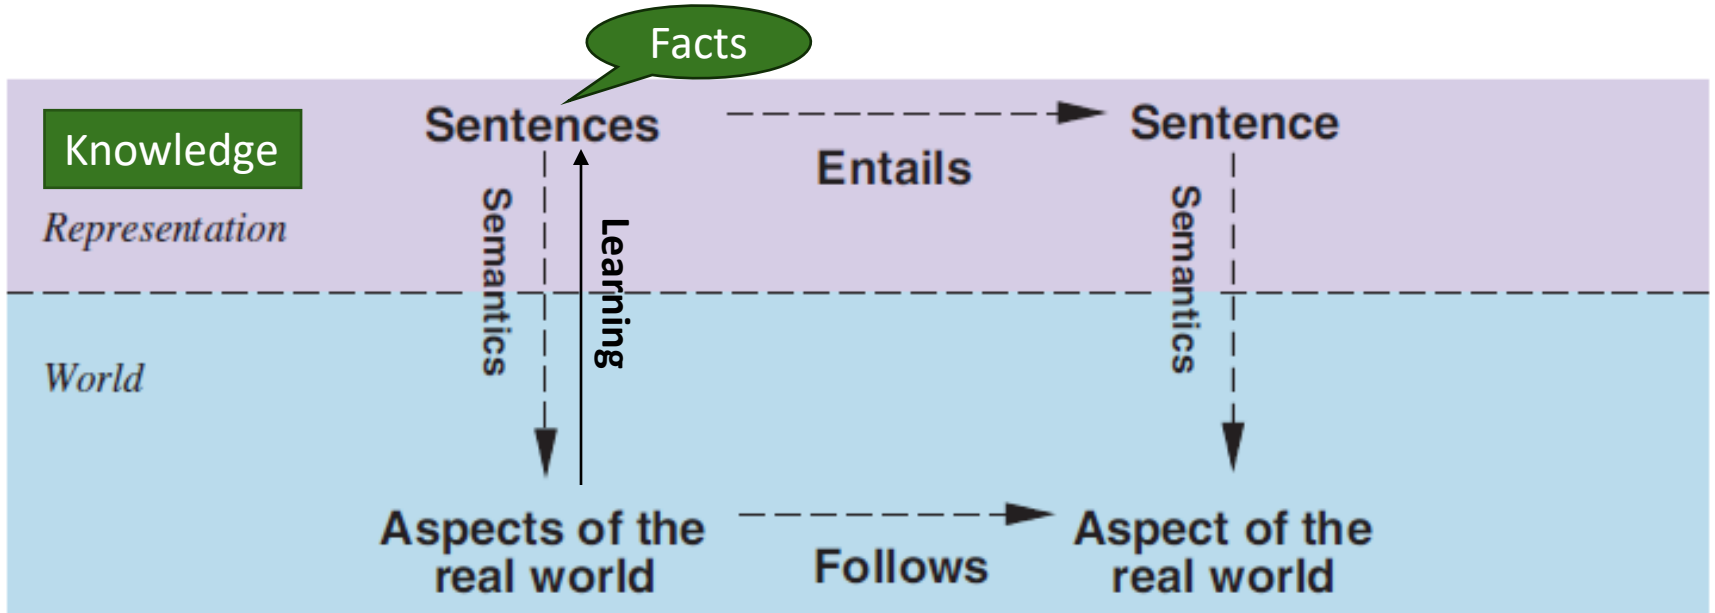 Facts
Knowledge
Sentences
Sentence
Entails
Representation
Semantics
Learning
Semantics
World
Aspects of the
real world
Follows
Aspect of the
real world